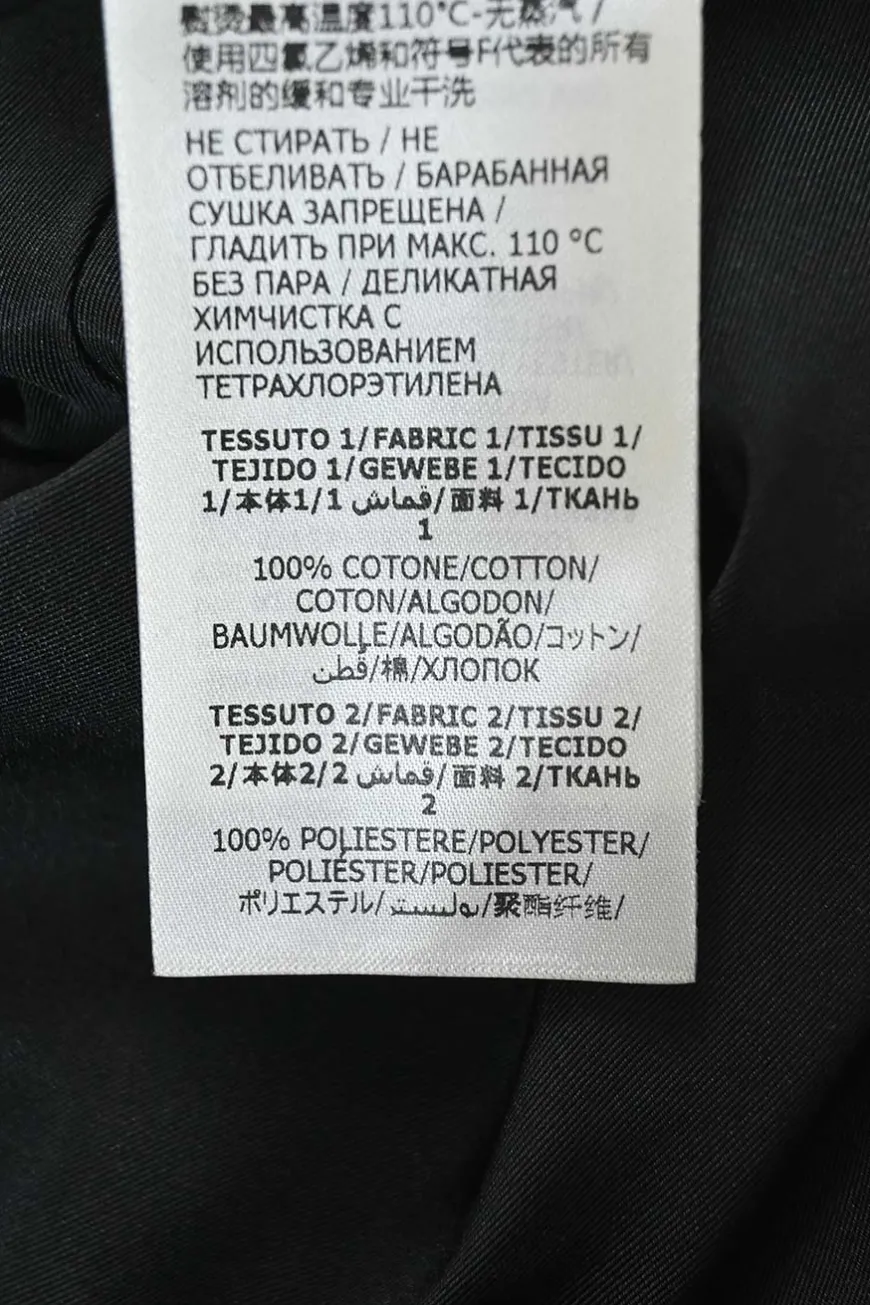 熨烫最高温度110°C-无蒸汽 /
使用四氯乙烯和符号F代表的所有
溶剂的缓和专业干洗
НЕ СТИРАТЬ / НЕ
ОТБЕЛИВАТЬ / БАРАБАННАЯ
СУШКА ЗАПРЕЩЕНА /
ГЛАДИТЬ ПРИ МАКС. 110 °C
БЕЗ ПАРА / ДЕЛИКАТНАЯ
ХИМЧИСТКА С
ИСПОЛЬЗОВАНИЕМ
ТЕТРАХЛОРЭТИЛЕНА
TESSUTO 1/FABRIC 1/TISSU 1/
TEJIDO 1/GEWEBE 1/TECIDO
1/本体1/1 قماش/面料 1/ТКАНЬ
1
100% COTONE/COTTON/
COTON/ALGODON/
BAUMWOLLE/ALGODÃO/コットン/
قطن/棉/ХЛОПОК
TESSUTO 2/FABRIC 2/TISSU 2/
TEJIDO 2/GEWEBE 2/TECIDO
2/本体2/2 قماش/面料 2/ТКАНЬ
2
100% POLIESTERE/POLYESTER/
POLIÉSTER/POLIESTER/
ポリエステル/بوليستر/聚酯纤维/